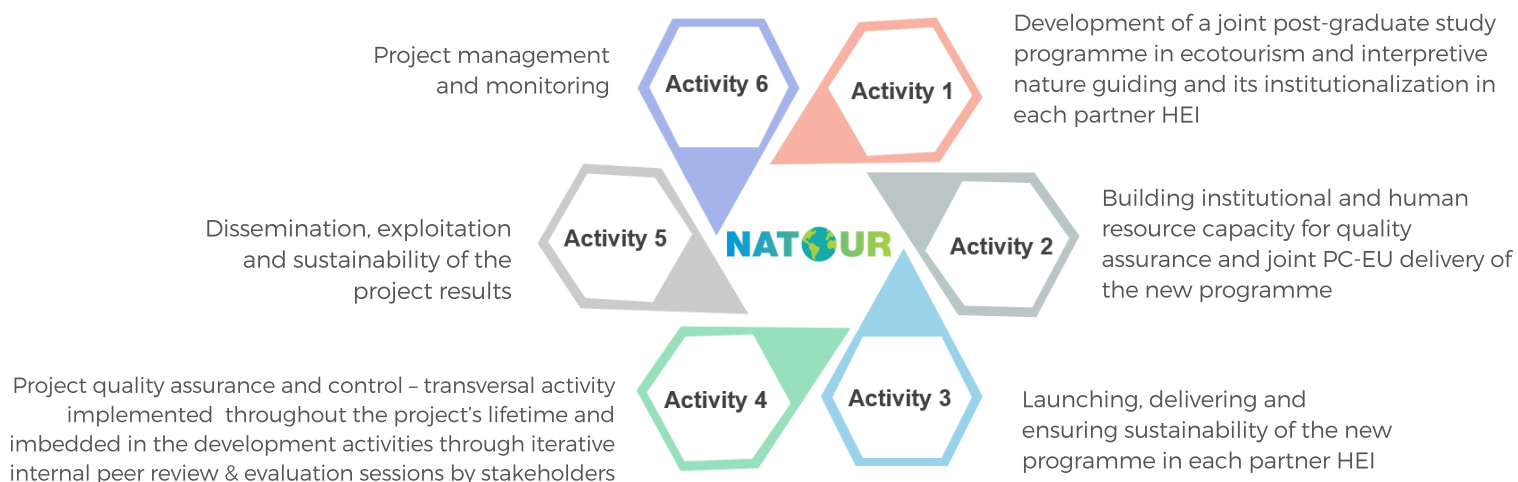 Project management
and monitoring
Activity 6
Activity 1
Development of a joint post-graduate study
programme in ecotourism and interpretive
nature guiding and its institutionalization in
each partner HEI
Dissemination, exploitation
and sustainability of the
project results
Activity 5
NATOUR
Activity 2
Building institutional and human
resource capacity for quality
assurance and joint PC-EU delivery of
the new programme
Project quality assurance and control – transversal activity
implemented throughout the project's lifetime and
imbedded in the development activities through iterative
internal peer review & evaluation sessions by stakeholders
Activity 4
Activity 3
Launching, delivering and
ensuring sustainability of the new
programme in each partner HEI